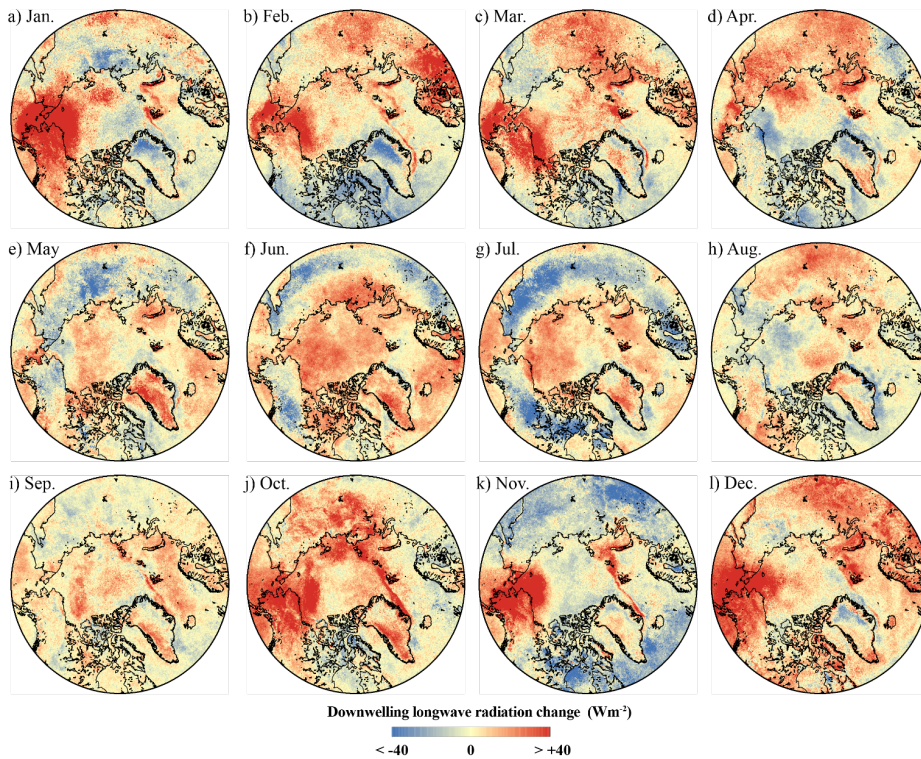 a) Jan.
b) Feb.
c) Mar.
d) Apr.
e) May
f) Jun.
g) Jul.
h) Aug.
i) Sep.
j) Oct.
k) Nov.
l) Dec.
Downwelling longwave radiation change (Wm⁻²)
< -40 0 > +40